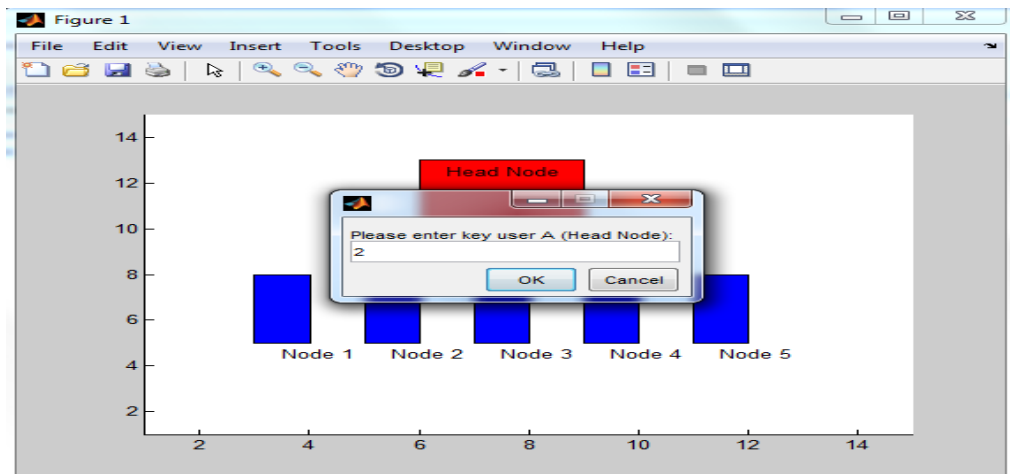 Figure 1
File Edit View Insert Tools Desktop Window Help
14
12
10
8
6
4
2
Head Node
Please enter key user A (Head Node):
2
OK Cancel
Node 1 Node 2 Node 3 Node 4 Node 5
2 4 6 8 10 12 14